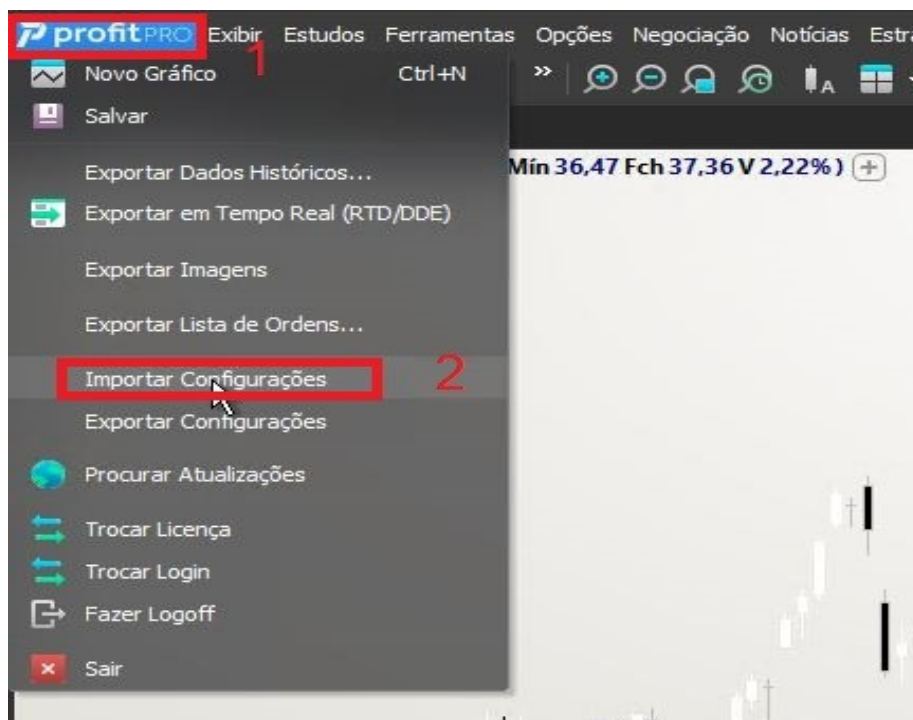 profitPRO Exibir Estudos Ferramentas Opções Negociação Notícias
1
Novo Gráfico Ctrl+N
»
A
Salvar
Exportar Dados Históricos...
Mín 36,47 Fch 37,36 V 2,22% ) +
Exportar em Tempo Real (RTD/DDE)
Exportar Imagens
Exportar Lista de Ordens...
Importar Configurações 2
Exportar Configurações
Procurar Atualizações
Trocar Licença
Trocar Login
Fazer Logoff
Sair